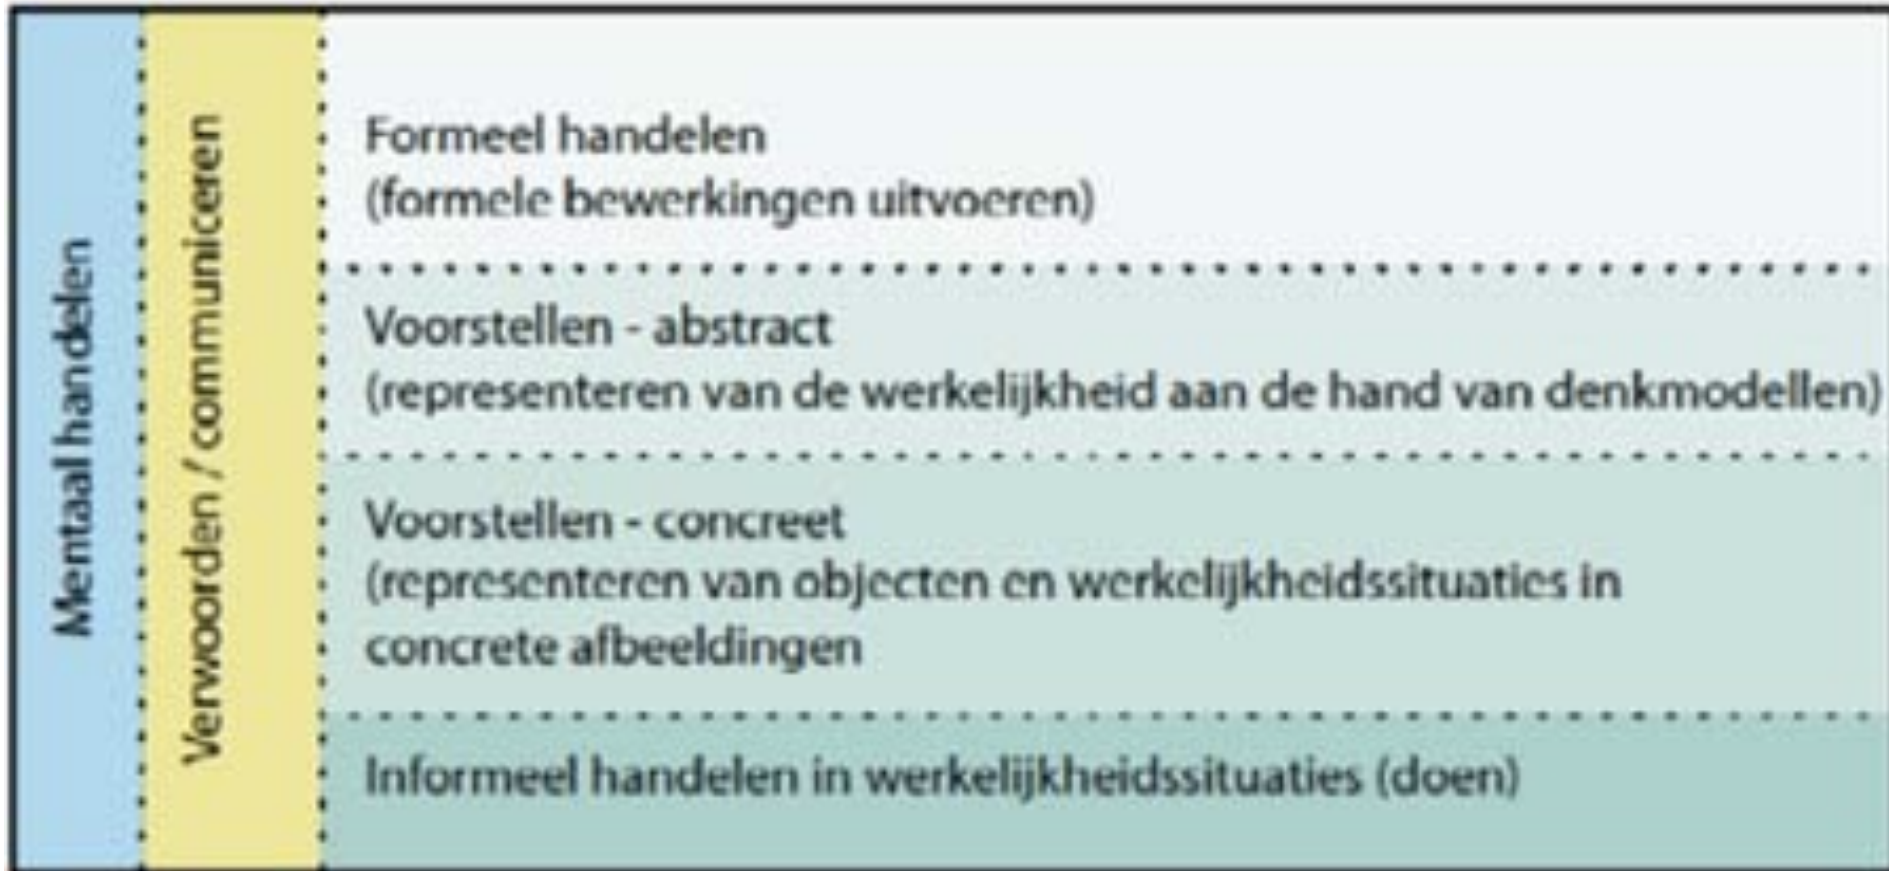 Mentaal handelen
Verwoorden / communiceren
Formeel handelen
(formele bewerkingen uitvoeren)
Voorstellen - abstract
(representeren van de werkelijkheid aan de hand van denkmodellen)
Voorstellen - concreet
(representeren van objecten en werkelijkheidssituaties in
concrete afbeeldingen
Informeel handelen in werkelijkheidssituaties (doen)